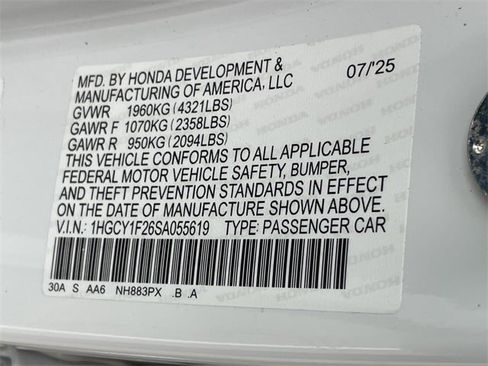 MFD. BY HONDA DEVELOPMENT &
MANUFACTURING OF AMERICA, LLC 07/'25
GVWR 1960KG (4321LBS)
GAWR F 1070KG (2358LBS)
GAWR R 950KG (2094LBS)
THIS VEHICLE CONFORMS TO ALL APPLICABLE
FEDERAL MOTOR VEHICLE SAFETY, BUMPER,
AND THEFT PREVENTION STANDARDS IN EFFECT
ON THE DATE OF MANUFACTURE SHOWN ABOVE.
V.I.N.: 1HGCY1F26SA055619 TYPE: PASSENGER CAR
30A S AA6 NH883PX .B .A